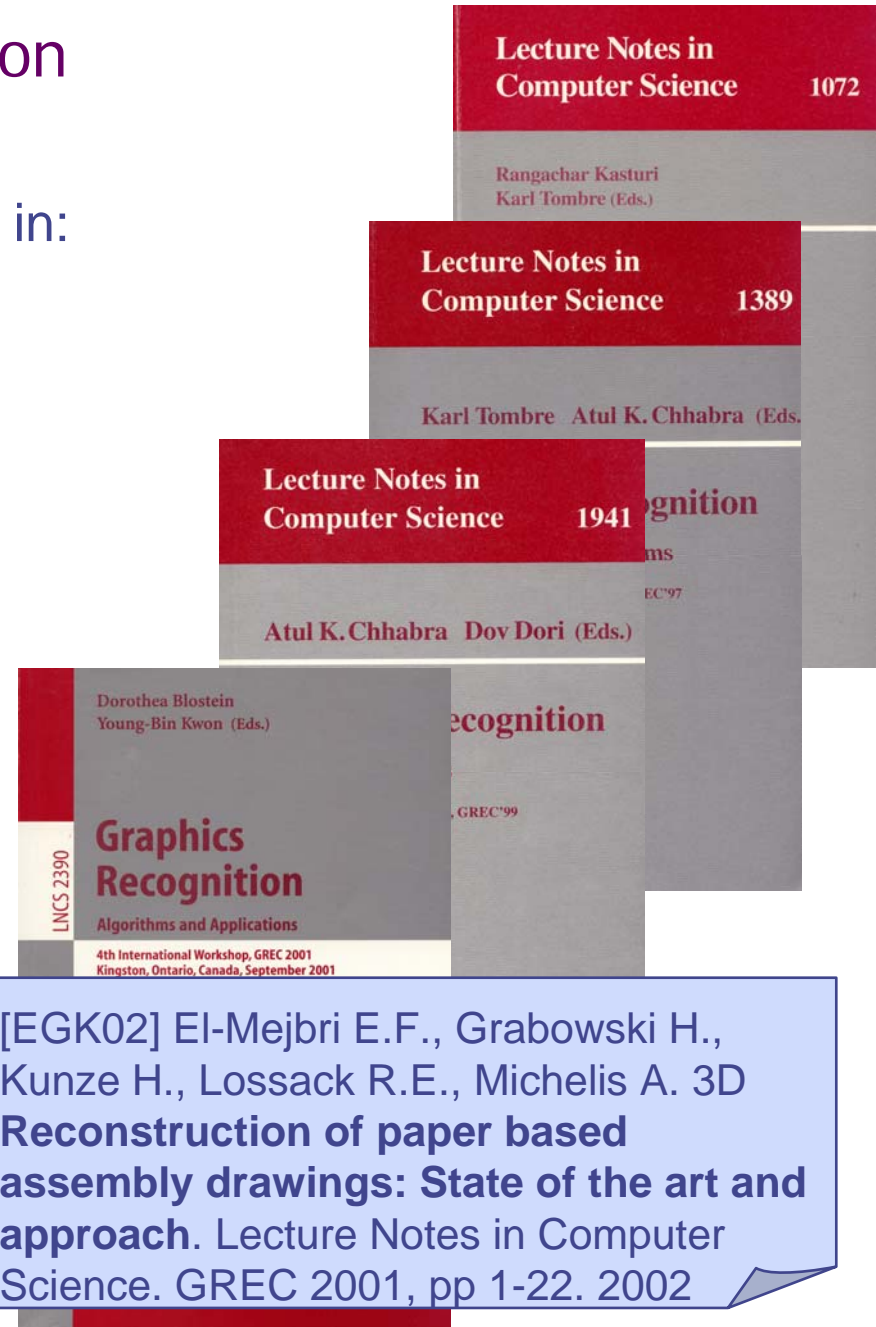 on
in:
Lecture Notes in
Computer Science 1072
Rangachar Kasturi
Karl Tombre (Eds.)
Lecture Notes in
Computer Science 1389
Karl Tombre Atul K. Chhabra (Eds.
ognition
ms
EC'97
Lecture Notes in
Computer Science 1941
Atul K. Chhabra Dov Dori (Eds.)
ecognition
, GREC'99
Dorothea Blostein
Young-Bin Kwon (Eds.)
LNCS 2390
Graphics
Recognition
Algorithms and Applications
4th International Workshop, GREC 2001
Kingston, Ontario, Canada, September 2001
[EGK02] El-Mejbri E.F., Grabowski H.,
Kunze H., Lossack R.E., Michelis A. 3D
Reconstruction of paper based
assembly drawings: State of the art and
approach. Lecture Notes in Computer
Science. GREC 2001, pp 1-22. 2002